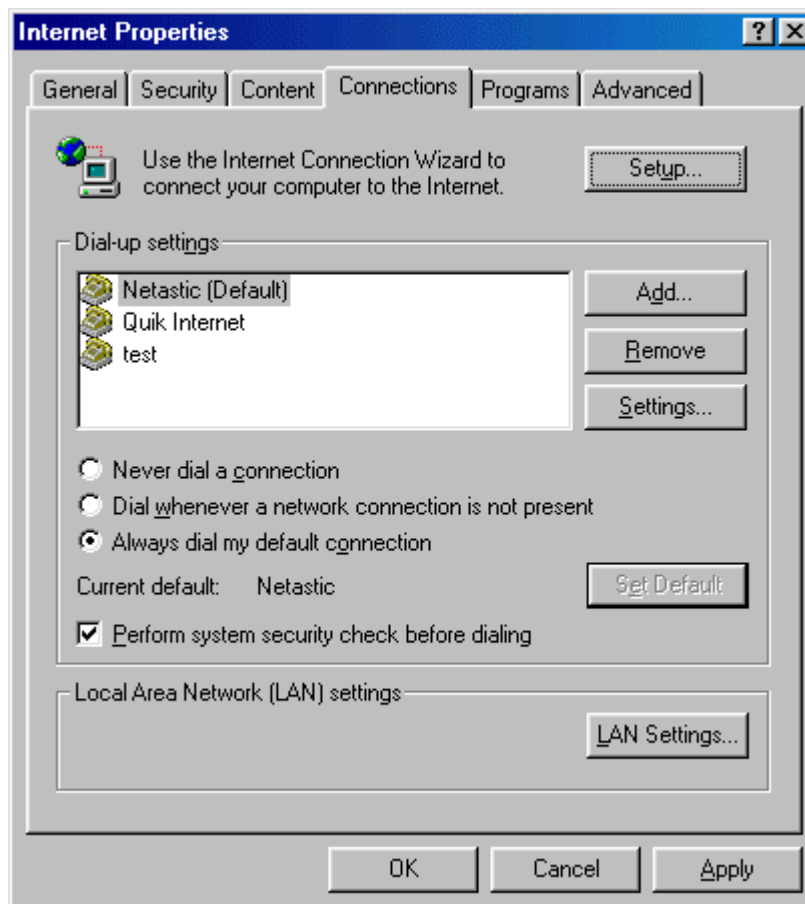 Internet Properties
General Security Content Connections Programs Advanced
Use the Internet Connection Wizard to
connect your computer to the Internet.
Setup...
Dial-up settings
Netastic (Default)
Quik Internet
test
Add...
Remove
Settings...
Never dial a connection
Dial whenever a network connection is not present
Always dial my default connection
Current default: Netastic
Set Default
Perform system security check before dialing
Local Area Network (LAN) settings
LAN Settings...
OK Cancel Apply